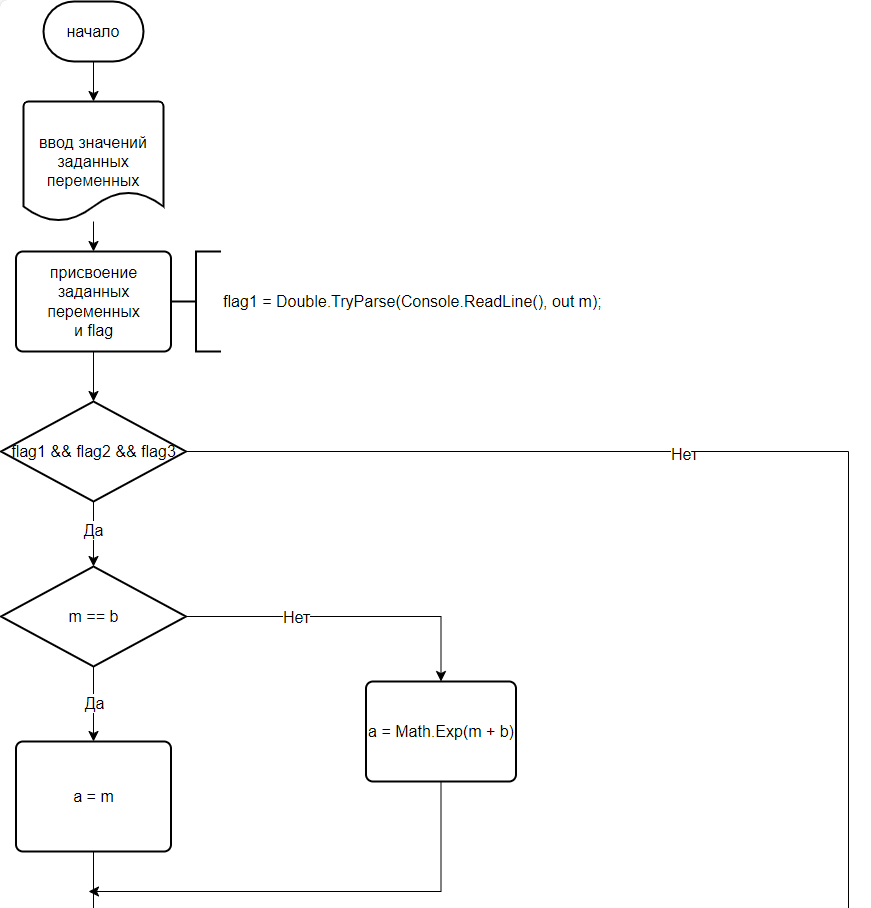 начало
ввод значений
заданных
переменных
присвоение
заданных
переменных
и flag
flag1 = Double.TryParse(Console.ReadLine(), out m);
flag1 && flag2 && flag3
Нет
Да
m == b
Нет
Да
a = Math.Exp(m + b)
a = m